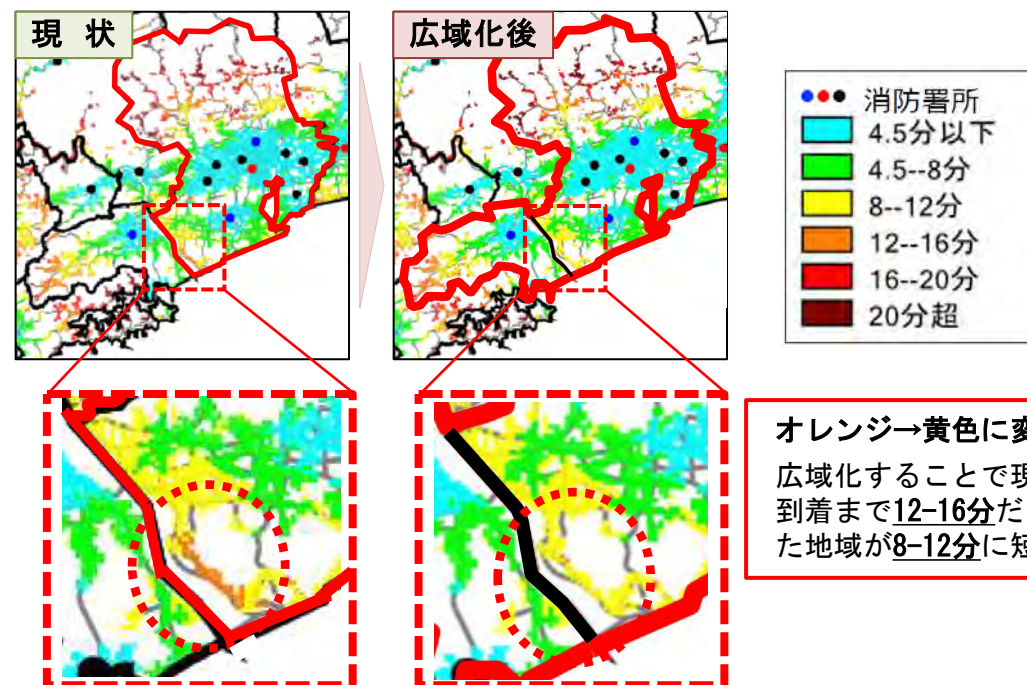 現 状
広域化後
消防署所
4.5分以下
4.5--8分
8--12分
12--16分
16--20分
20分超
オレンジ→黄色に変
広域化することで現
到着まで12-16分だ
た地域が8-12分に短